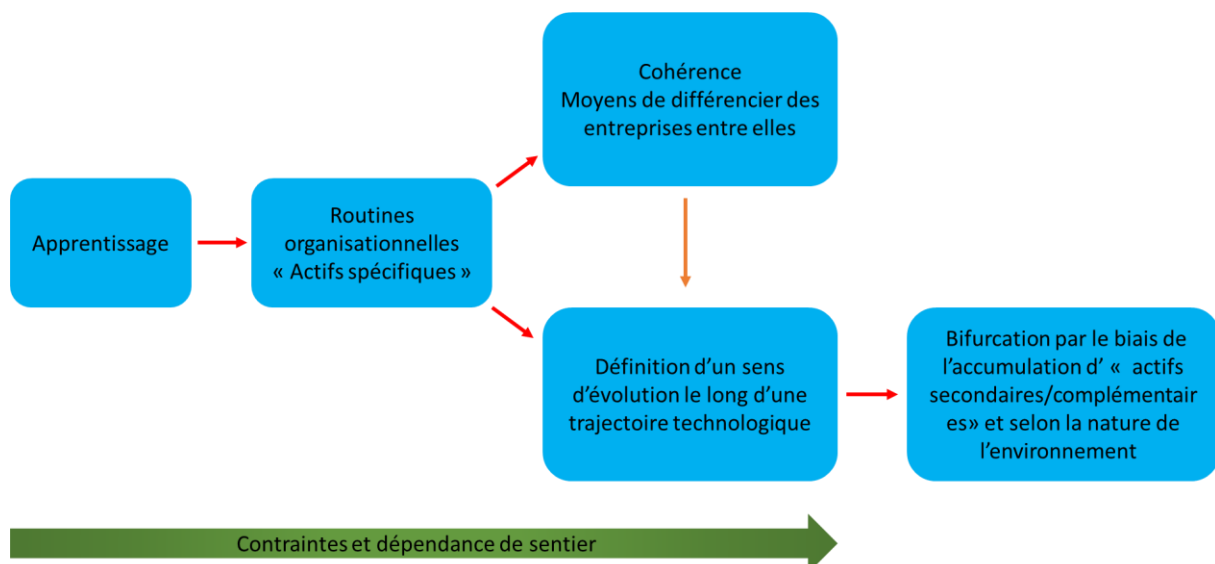 Cohérence
Moyens de différencier des
entreprises entre elles
Apprentissage
Routines
organisationnelles
« Actifs spécifiques »
Définition d’un sens
d’évolution le long d’une
trajectoire technologique
Bifurcation par le biais de
l’accumulation d’ « actifs
secondaires/complémentair
es» et selon la nature de
l’environnement
Contraintes et dépendance de sentier